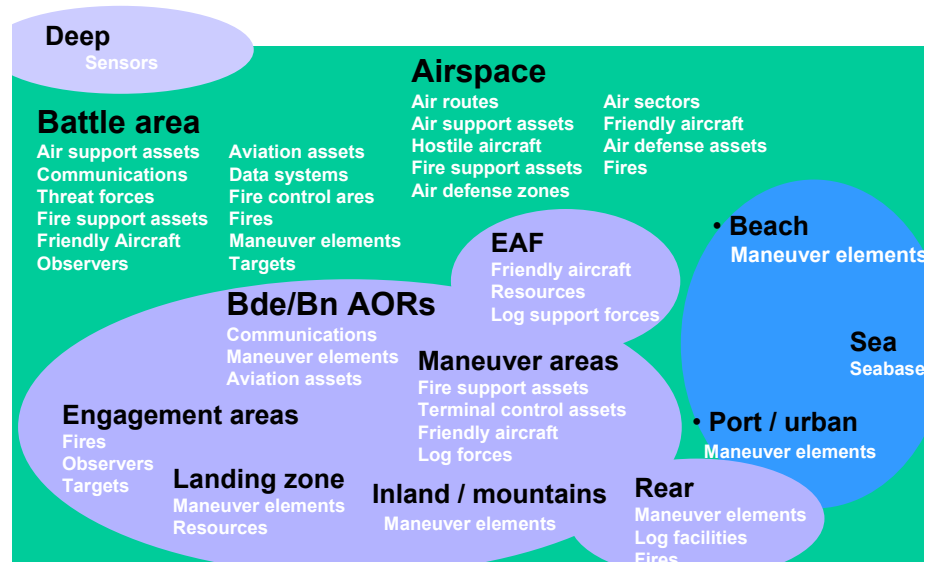 Deep
Sensors
Airspace
Air routes
Air support assets
Hostile aircraft
Fire support assets
Air defense zones
Air sectors
Friendly aircraft
Air defense assets
Fires
Battle area
Air support assets
Communications
Threat forces
Fire support assets
Friendly Aircraft
Observers
Aviation assets
Data systems
Fire control ares
Fires
Maneuver elements
Targets
EAF
Friendly aircraft
Resources
Log support forces
• Beach
Maneuver elements
Bde/Bn AORs
Communications
Maneuver elements
Aviation assets
Sea
Seabase
Maneuver areas
Fire support assets
Terminal control assets
Friendly aircraft
Log forces
Engagement areas
Fires
Observers
Targets
• Port / urban
Maneuver elements
Landing zone
Maneuver elements
Resources
Inland / mountains
Maneuver elements
Rear
Maneuver elements
Log facilities
Fires